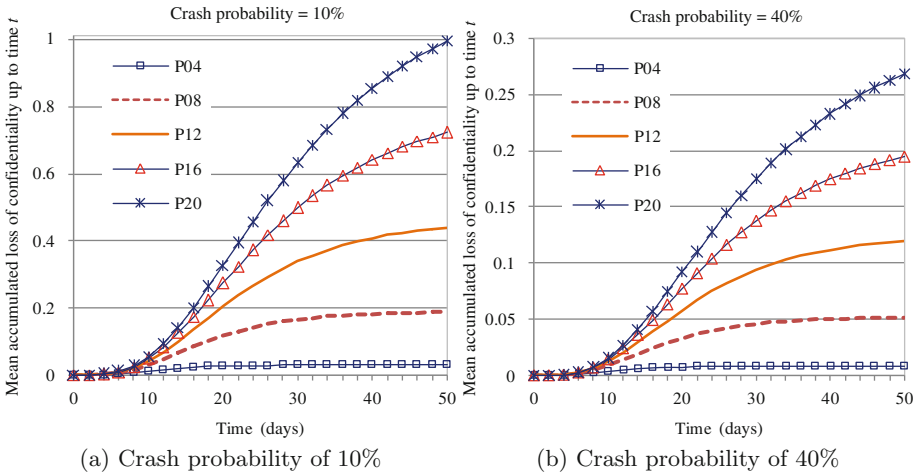 Crash probability = 10%
Mean accumulated loss of confidentiality up to time t
1
0.8
0.6
0.4
0.2
0
P04
P08
P12
P16
P20
0 10 20 30 40 50
Time (days)
(a) Crash probability of 10%
Crash probability = 40%
Mean accumulated loss of confidentiality up to time t
0.3
0.25
0.2
0.15
0.1
0.05
0
P04
P08
P12
P16
P20
0 10 20 30 40 50
Time (days)
(b) Crash probability of 40%